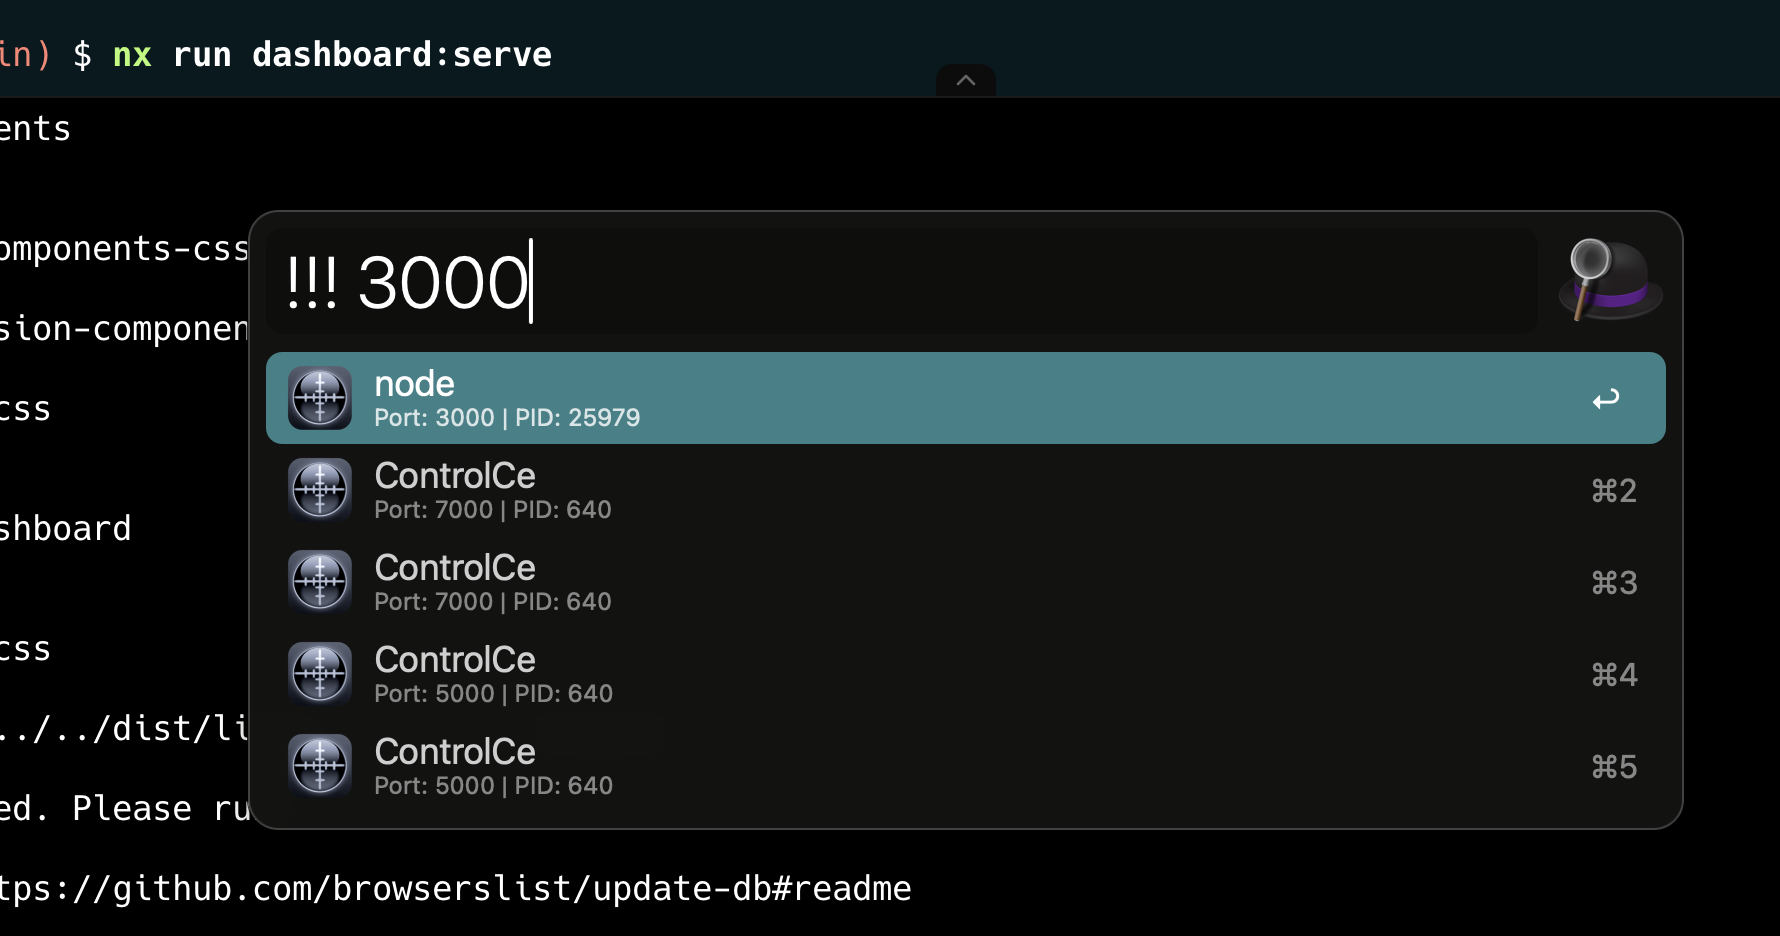 in) $ nx run dashboard:serve
ents
omponents-css
sion-componen
css
shboard
css
../../dist/li
ed. Please ru
tps://github.com/browserslist/update-db#readme
!!! 3000
node
Port: 3000 | PID: 25979
ControlCe
Port: 7000 | PID: 640
⌘2
ControlCe
Port: 7000 | PID: 640
⌘3
ControlCe
Port: 5000 | PID: 640
⌘4
ControlCe
Port: 5000 | PID: 640
⌘5